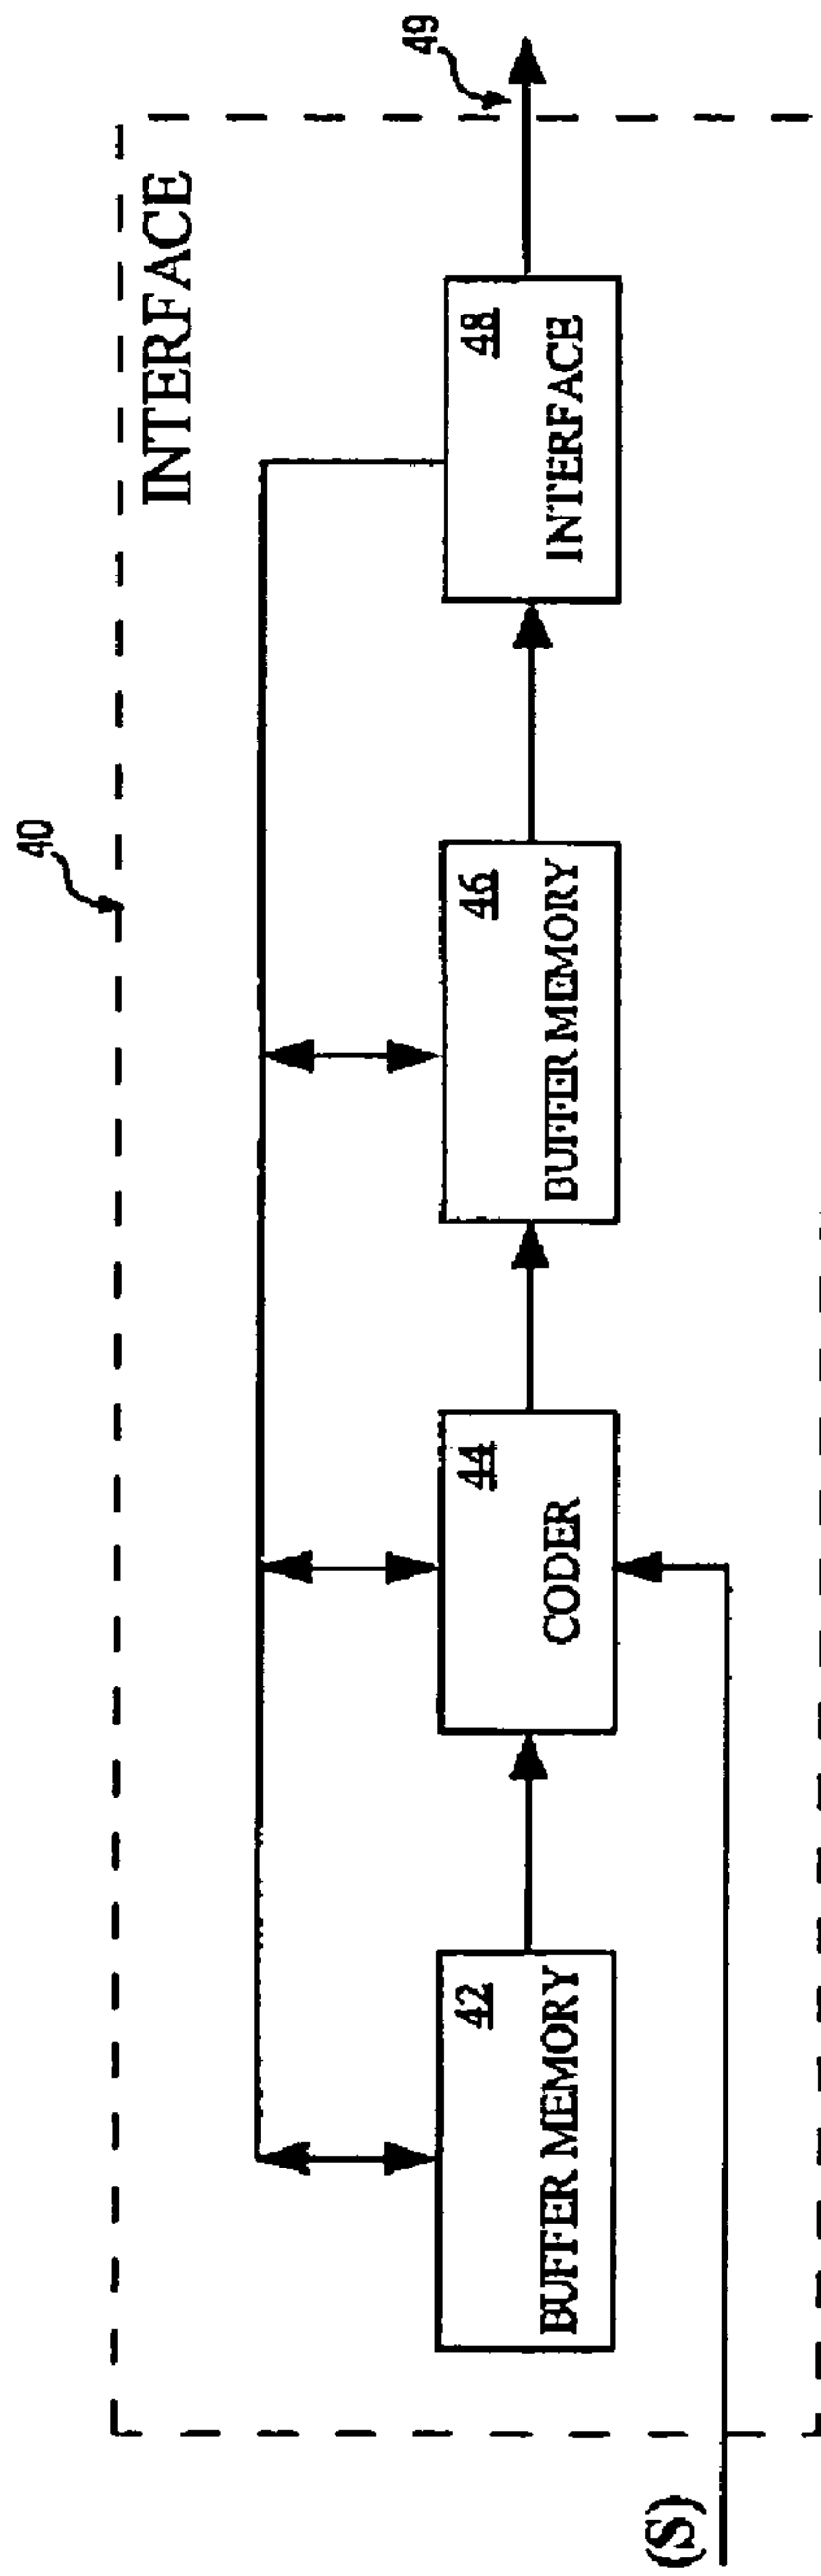 40
49
INTERFACE
42
BUFFER MEMORY
44
CODER
46
BUFFER MEMORY
48
INTERFACE
(S)